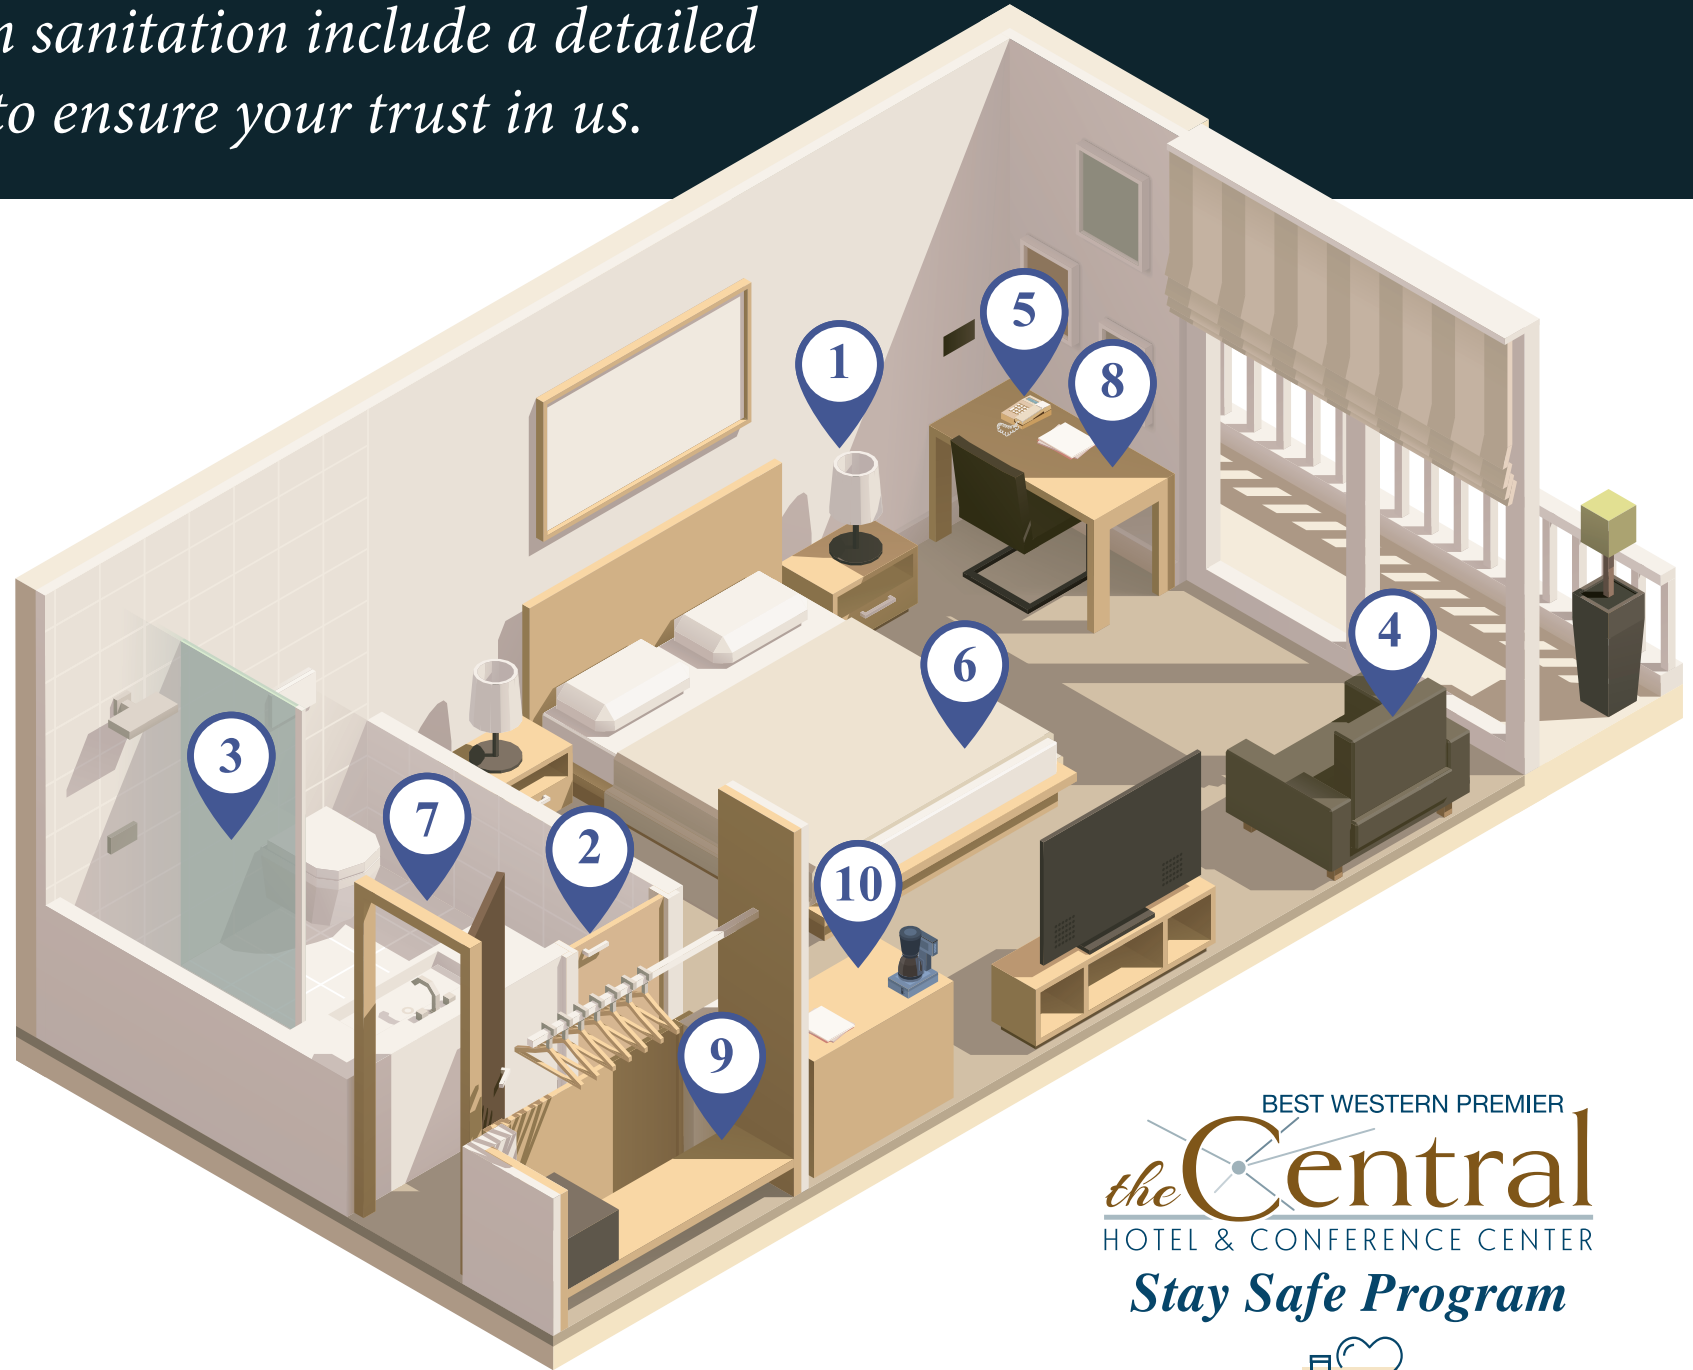 n sanitation include a detailed
to ensure your trust in us.
5
1
8
4
6
3
7
2
10
9
BEST WESTERN PREMIER
the Central
HOTEL & CONFERENCE CENTER
Stay Safe Program